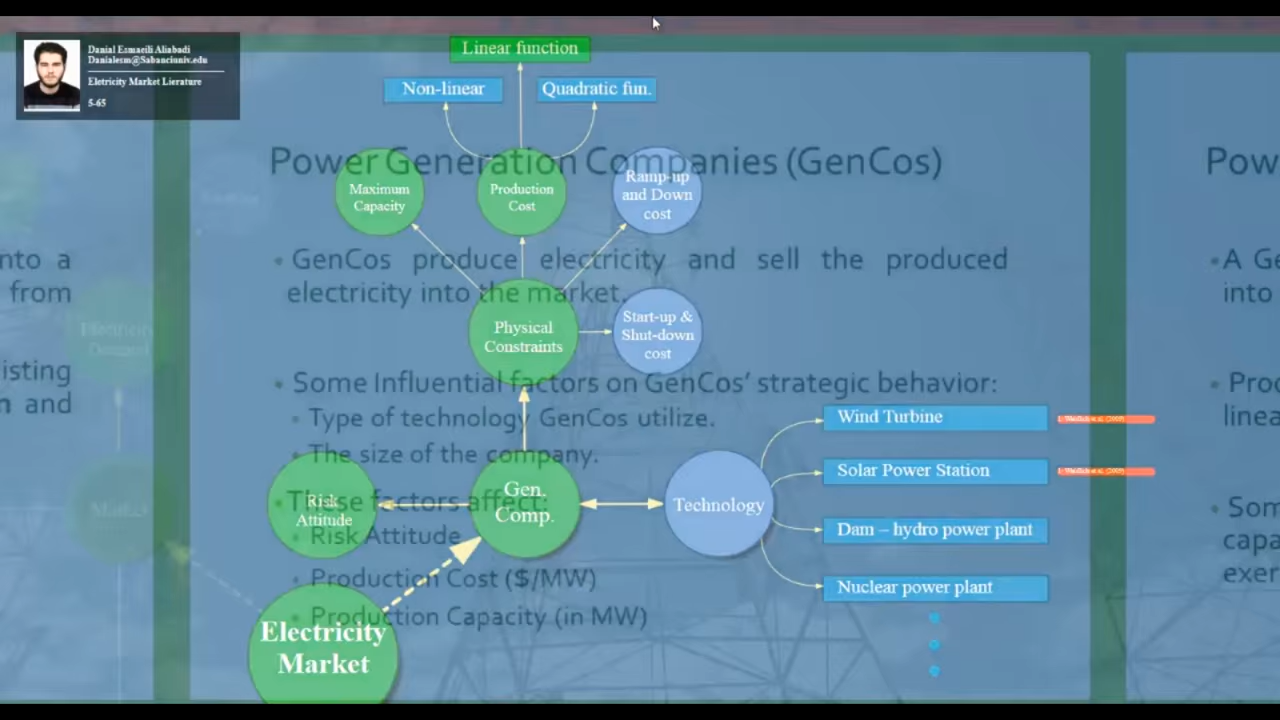 Danial Esmaeili Aliabadi
Danialesm@Sabanciuniv.edu
Eletricity Market Lierature
5-65
Linear function
Non-linear
Quadratic fun.
Power Generation Companies (GenCos)
Pow
Maximum
Capacity
Production
Cost
Ramp-up
and Down
cost
nto a
from
• GenCos produce electricity and sell the produced
electricity into the market.
• A Ge
into
Physical
Constraints
Start-up &
Shut-down
cost
Electricity
Demand
isting
and
• Some Influential factors on GenCos' strategic behavior:
• Type of technology GenCos utilize.
• The size of the company.
• These factors affect:
• Risk Attitude
• Production Cost ($/MW)
• Production Capacity (in MW)
• Prod
linea
• Som
capa
exer
Wind Turbine
Solar Power Station
Dam – hydro power plant
Nuclear power plant
Risk
Attitude
Gen.
Comp.
Technology
Market
Electricity
Market